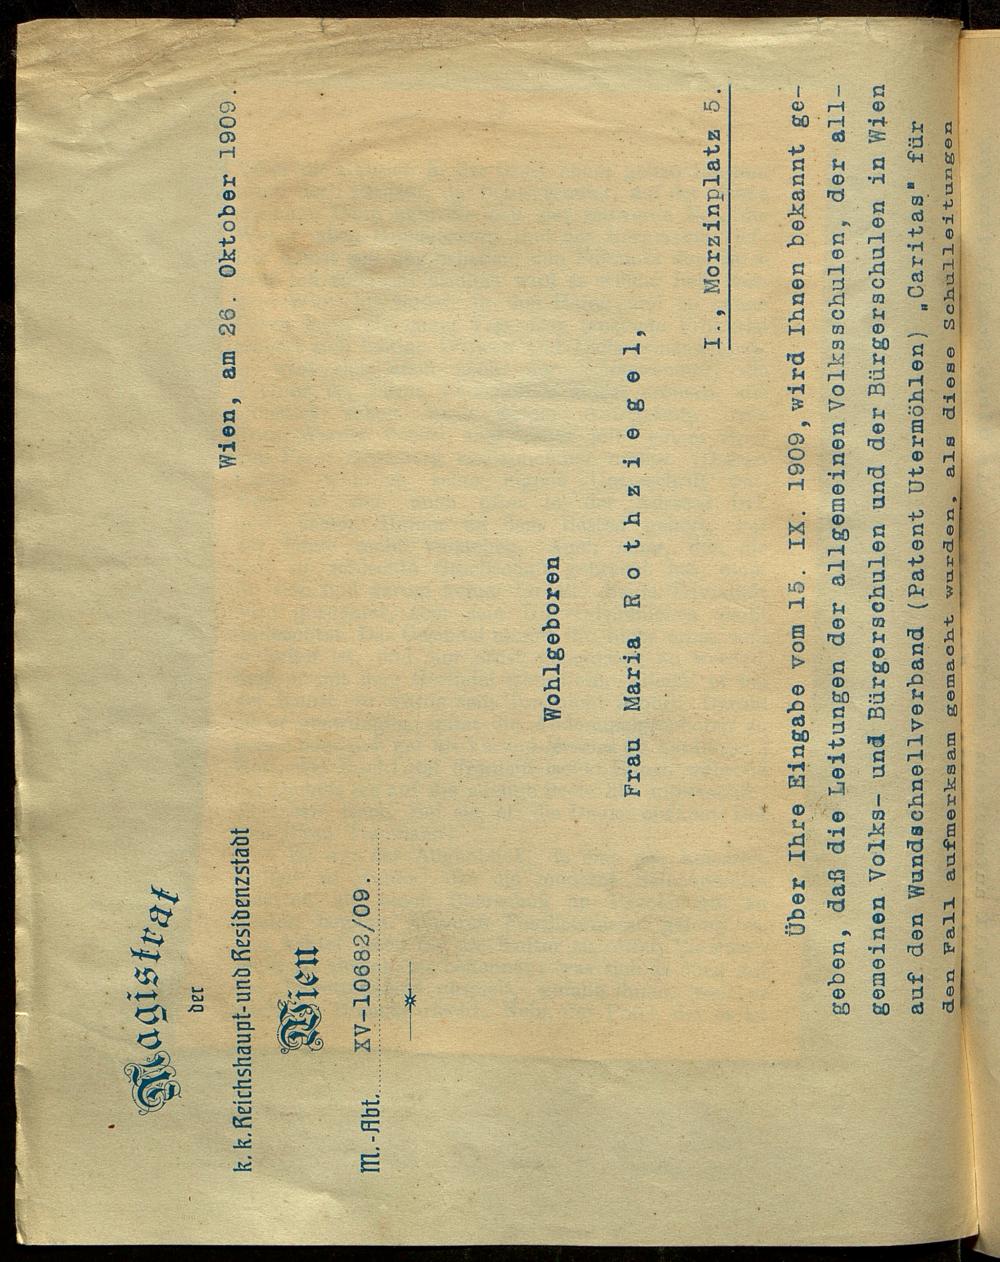 Magistrat
der
k. k. Reichshaupt- und Residenzstadt
Wien
M.-Abt. XV-10682/09.
Wien, am 26. Oktober 1909.
Wohlgeboren
Frau Maria R o t h z i e g e l,
I., Morzinplatz 5.
Über Ihre Eingabe vom 15. IX. 1909, wird Ihnen bekannt ge-
geben, daß die Leitungen der allgemeinen Volksschulen, der all-
gemeinen Volks- und Bürgerschulen und der Bürgerschulen in Wien
auf den Wundschnellverband (Patent Utermöhlen) „Caritas" für
den Fall aufmerksam gemacht wurden, als diese Schulleitungen